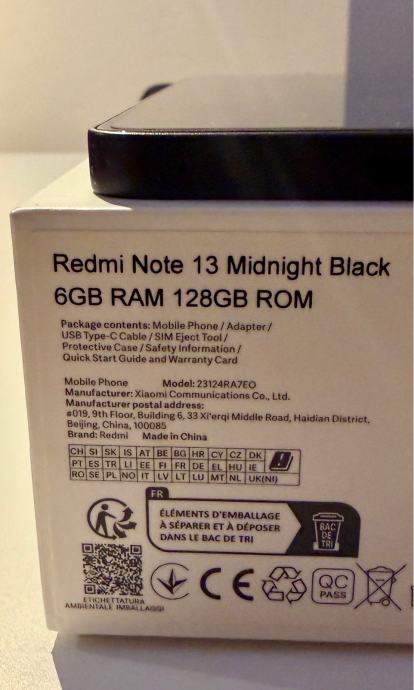 Redmi Note 13 Midnight Black
6GB RAM 128GB ROM
Package contents: Mobile Phone / Adapter /
USB Type-C Cable / SIM Eject Tool /
Protective Case / Safety Information /
Quick Start Guide and Warranty Card
Mobile Phone Model: 23124RA7EO
Manufacturer: Xiaomi Communications Co., Ltd.
Manufacturer postal address:
#019, 9th Floor, Building 6, 33 Xi'erqi Middle Road, Haidian District,
Beijing, China, 100085
Brand: Redmi Made in China
CH SI SK IS AT BE BG HR CY CZ DK
PT ES TR LI EE FI FR DE EL HU IE
RO SE PL NO IT LV LT LU MT NL UK(NI)
FR
ÉLÉMENTS D'EMBALLAGE
À SÉPARER ET À DÉPOSER
DANS LE BAC DE TRI
BAC
DE
TRI
ETICHETTATURA
AMBIENTALE IMBALLAGGI
CE
QC
PASS